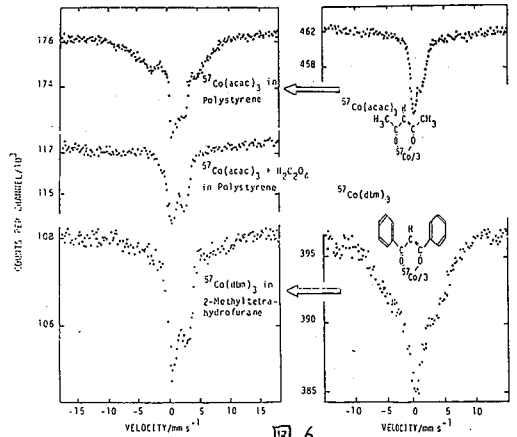 176
174
57Co(acac)3 in
Polystyrene
117
115
57Co(acac)3 + H2C2O4
in Polystyrene
108
106
57Co(dbm)3 in
2-Methyltetra-
hydrofurane
COUNTS PER CHANNEL/10^3
-15 -10 -5 0 5 10 15
VELOCITY/mm s^-1
462
458
57Co(acac)3
H
H3C C C C CH3
O O
57Co/3
57Co(dbm)3
H
C C C
O O
57Co/3
395
390
385
-10 -5 0 5 10
VELOCITY/mm s^-1
図 6